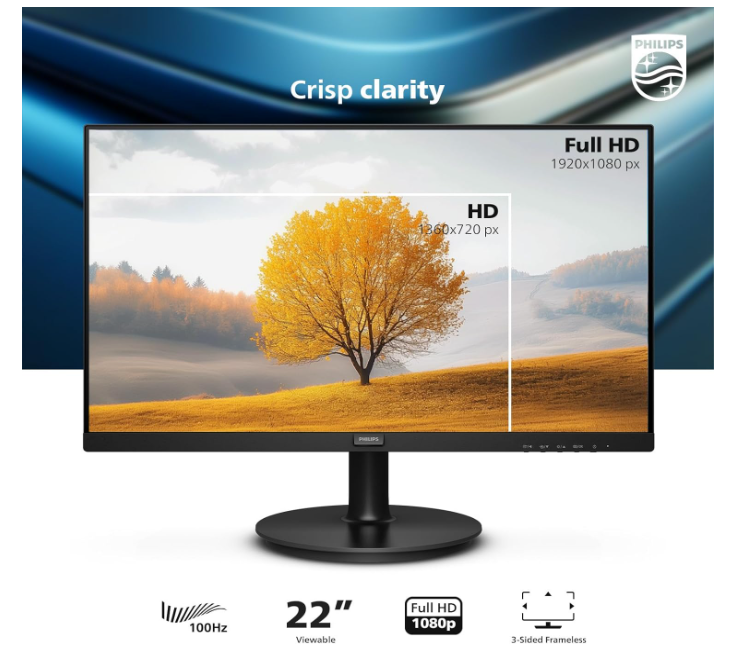 PHILIPS
Crisp clarity
Full HD
1920x1080 px
HD
1360x720 px
PHILIPS
100Hz
22”
Viewable
Full HD
1080p
3-Sided Frameless